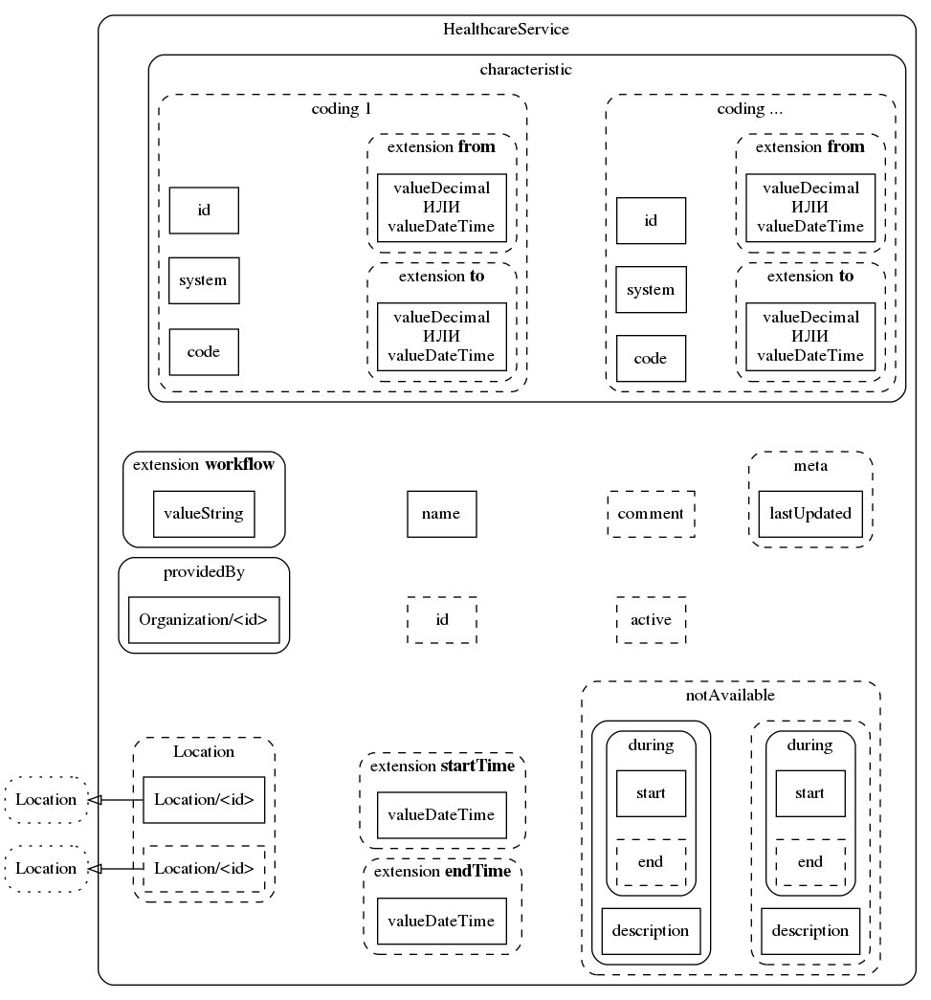 HealthcareService
characteristic
coding 1
id
system
code
extension from
valueDecimal
ИЛИ
valueDateTime
extension to
valueDecimal
ИЛИ
valueDateTime
coding ...
id
system
code
extension from
valueDecimal
ИЛИ
valueDateTime
extension to
valueDecimal
ИЛИ
valueDateTime
extension workflow
valueString
name
comment
meta
lastUpdated
providedBy
Organization/<id>
id
active
Location
Location
Location
Location/<id>
Location/<id>
extension startTime
valueDateTime
extension endTime
valueDateTime
notAvailable
during
start
end
description
during
start
end
description